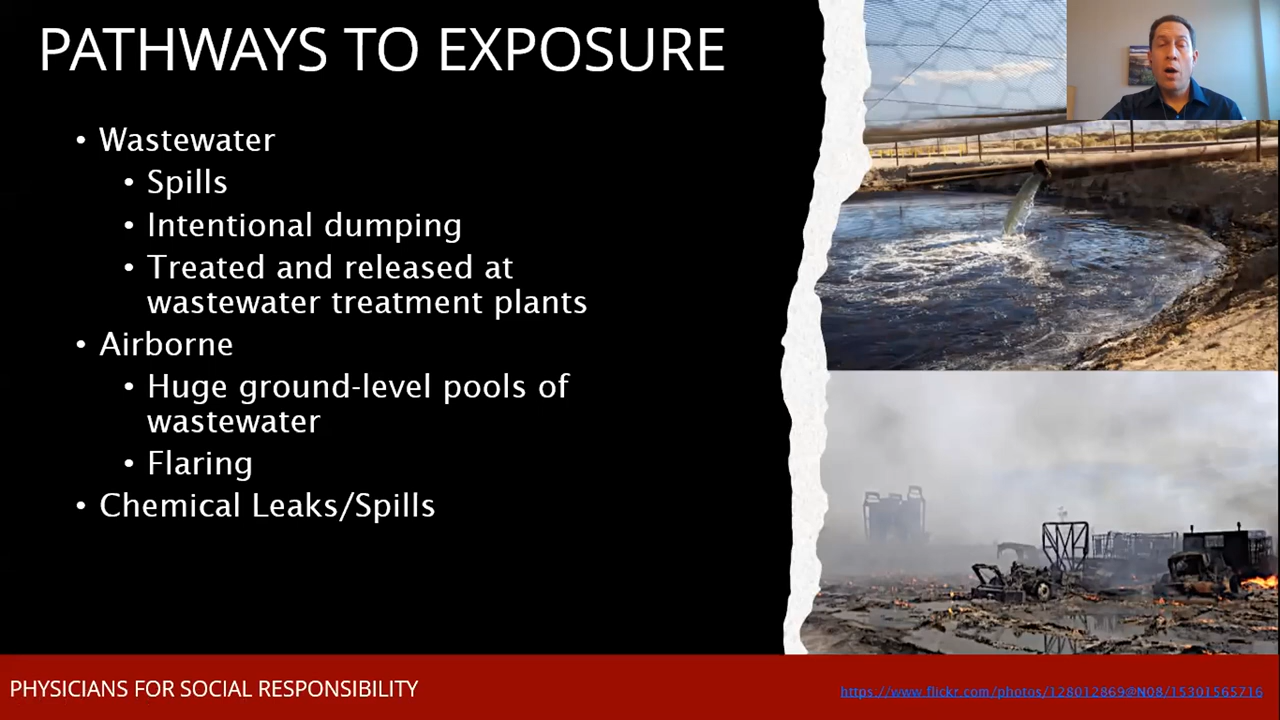 PATHWAYS TO EXPOSURE
• Wastewater
• Spills
• Intentional dumping
• Treated and released at
wastewater treatment plants
• Airborne
• Huge ground-level pools of
wastewater
• Flaring
• Chemical Leaks/Spills
PHYSICIANS FOR SOCIAL RESPONSIBILITY
https://www.flickr.com/photos/128012869@N08/15301565716